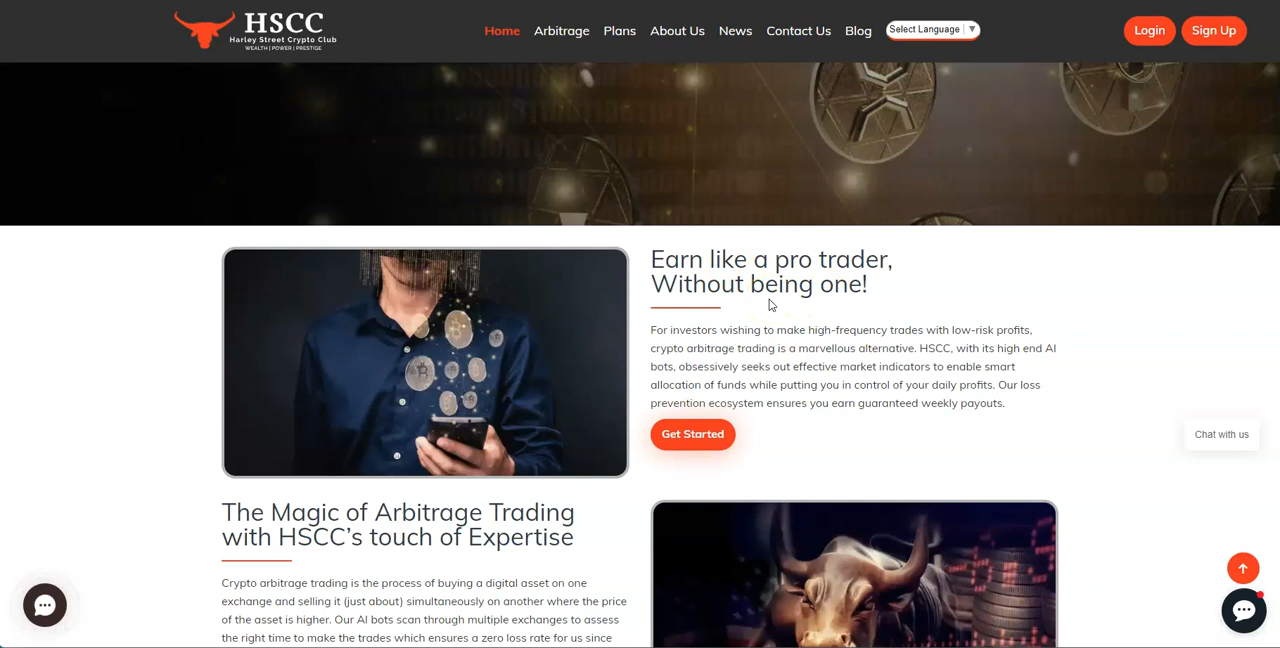 HSCC
Harley Street Crypto Club
WEALTH | POWER | PRESTIGE
Home Arbitrage Plans About Us News Contact Us Blog Select Language ▼ Login Sign Up
Earn like a pro trader,
Without being one!
For investors wishing to make high-frequency trades with low-risk profits,
crypto arbitrage trading is a marvellous alternative. HSCC, with its high end AI
bots, obsessively seeks out effective market indicators to enable smart
allocation of funds while putting you in control of your daily profits. Our loss
prevention ecosystem ensures you earn guaranteed weekly payouts.
Get Started
Chat with us
The Magic of Arbitrage Trading
with HSCC’s touch of Expertise
Crypto arbitrage trading is the process of buying a digital asset on one
exchange and selling it (just about) simultaneously on another where the price
of the asset is higher. Our AI bots scan through multiple exchanges to assess
the right time to make the trades which ensures a zero loss rate for us since